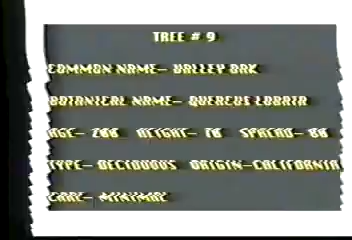 TREE # 9
COMMON NAME- VALLEY OAK
BOTANICAL NAME- QUERCUS LOBATA
AGE- 200 HEIGHT- 70 SPREAD- 80
TYPE- DECIDUOUS ORIGIN-CALIFORNIA
CARE- MINIMAL